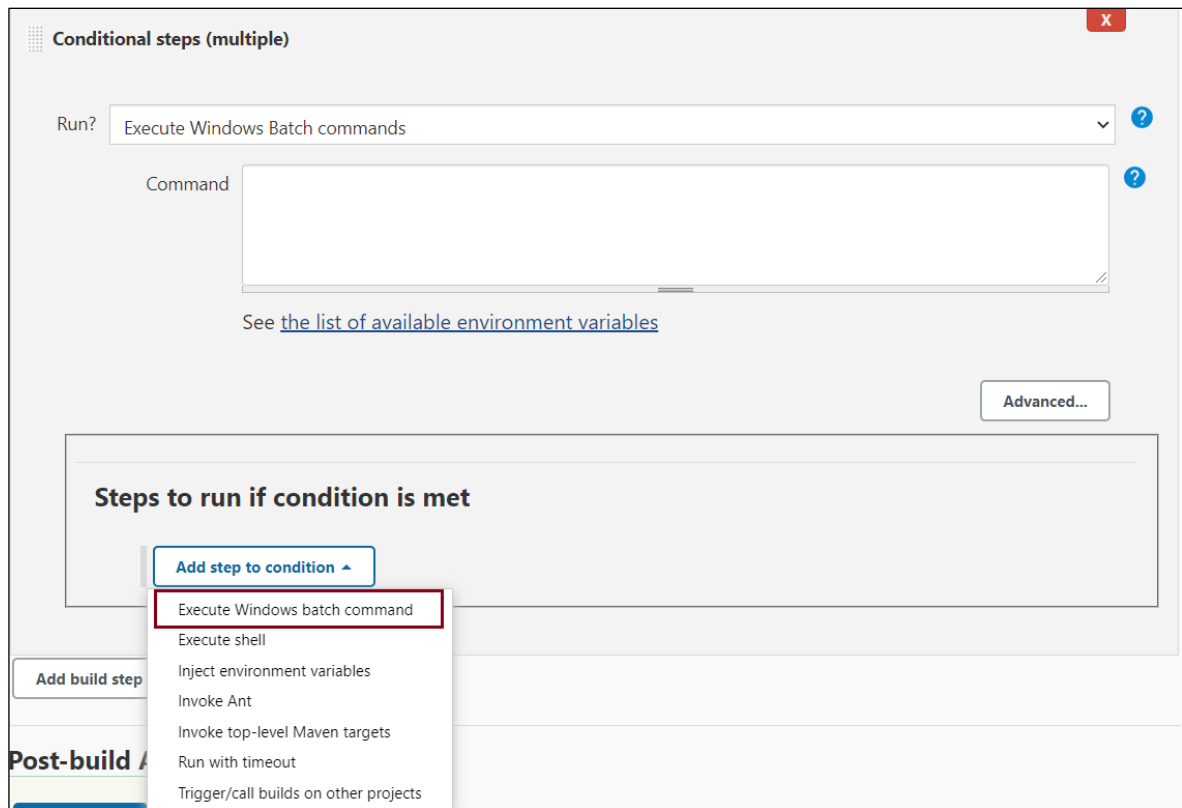 X
Conditional steps (multiple)
Run?
Execute Windows Batch commands
?
Command
?
See the list of available environment variables
Advanced...
Steps to run if condition is met
Add step to condition
Execute Windows batch command
Execute shell
Add build step
Inject environment variables
Invoke Ant
Invoke top-level Maven targets
Post-build
Run with timeout
Trigger/call builds on other projects